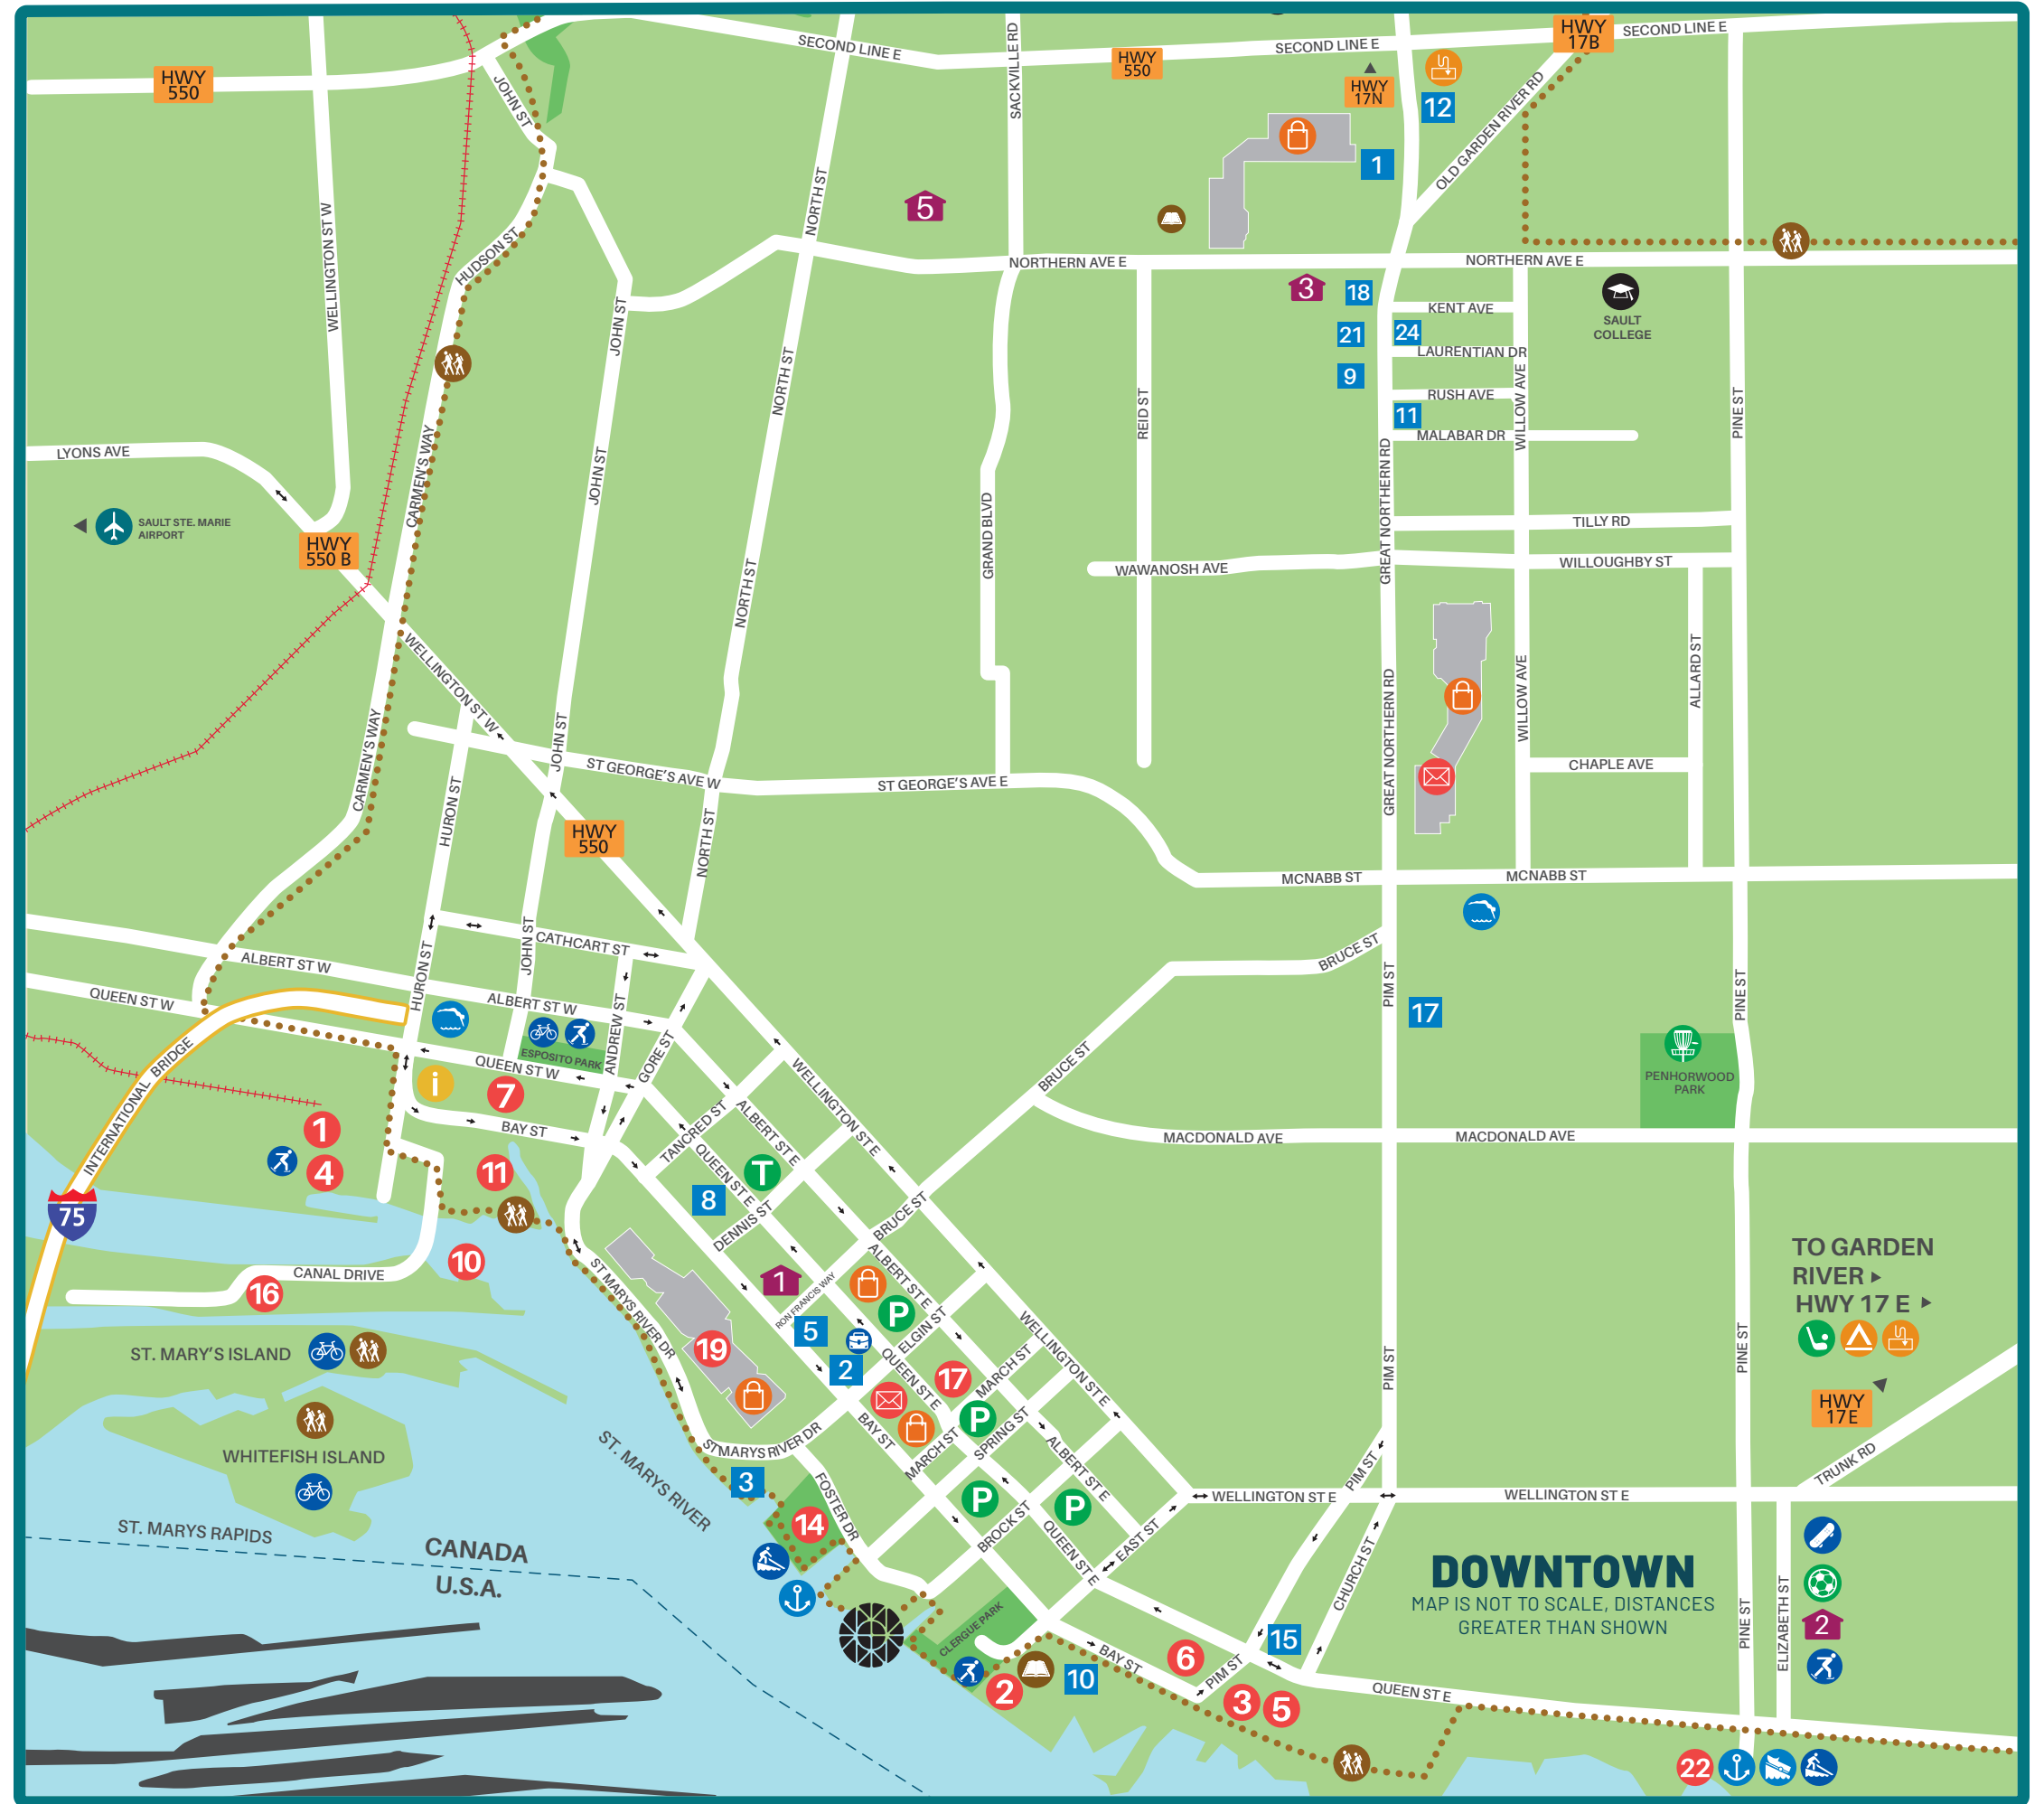 HWY
17B
SECOND LINE E
SECOND LINE E
SECOND LINE E
HWY
550
HWY
550
HWY
17N
12
1
JOHN ST
SACKVILLE RD
OLD GARDEN RIVER RD
WELLINGTON ST W
HUDSON ST
NORTH ST
5
NORTHERN AVE E
NORTHERN AVE E
3
18
KENT AVE
SAULT
COLLEGE
21
24
LAURENTIAN DR
9
RUSH AVE
11
MALABAR DR
WILLOW AVE
PINE ST
JOHN ST
NORTH ST
REID ST
LYONS AVE
CARMEN'S WAY
JOHN ST
GRAND BLVD
GREAT NORTHERN RD
SAULT STE. MARIE
AIRPORT
HWY
550 B
TILLY RD
WAWANOSH AVE
WILLOUGHBY ST
NORTH ST
WELLINGTON ST W
GREAT NORTHERN RD
WILLOW AVE
ALLARD ST
CARMEN'S WAY
JOHN ST
HURON ST
ST GEORGE'S AVE W
ST GEORGE'S AVE E
CHAPLE AVE
HWY
550
NORTH ST
MCNABB ST
MCNABB ST
CATHCART ST
JOHN ST
BRUCE ST
ALBERT ST W
HURON ST
PIM ST
PINE ST
QUEEN ST W
ALBERT ST W
17
ANDREW ST
ESPOSITO PARK
QUEEN ST W
GORE ST
INTERNATIONAL BRIDGE
i
7
PENHORWOOD
PARK
BRUCE ST
WELLINGTON ST E
1
BAY ST
TANCRED ST
ALBERT ST E
MACDONALD AVE
MACDONALD AVE
4
11
QUEEN ST E
T
8
75
DENNIS ST
BRUCE ST
10
CANAL DRIVE
16
ST MARYS RIVER DR
1
RON FRANCIS WAY
ALBERT ST E
P
TO GARDEN
RIVER
HWY 17 E
5
ELGIN ST
WELLINGTON ST E
ST. MARY'S ISLAND
19
2
QUEEN ST E
17
MARCH ST
PIM ST
PINE ST
HWY
17E
P
BAY ST
MARCH ST
SPRING ST
WHITEFISH ISLAND
ST MARYS RIVER DR
ALBERT ST E
TRUNK RD
ST. MARYS RIVER
3
FOSTER DR
PIM ST
P
P
WELLINGTON ST E
WELLINGTON ST E
14
BROCK ST
QUEEN ST E
EAST ST
ST. MARYS RAPIDS
CANADA
U.S.A.
CHURCH ST
DOWNTOWN
MAP IS NOT TO SCALE, DISTANCES
GREATER THAN SHOWN
PINE ST
ELIZABETH ST
2
CLERGUE PARK
15
6
BAY ST
PIM ST
10
2
3
5
QUEEN ST E
22